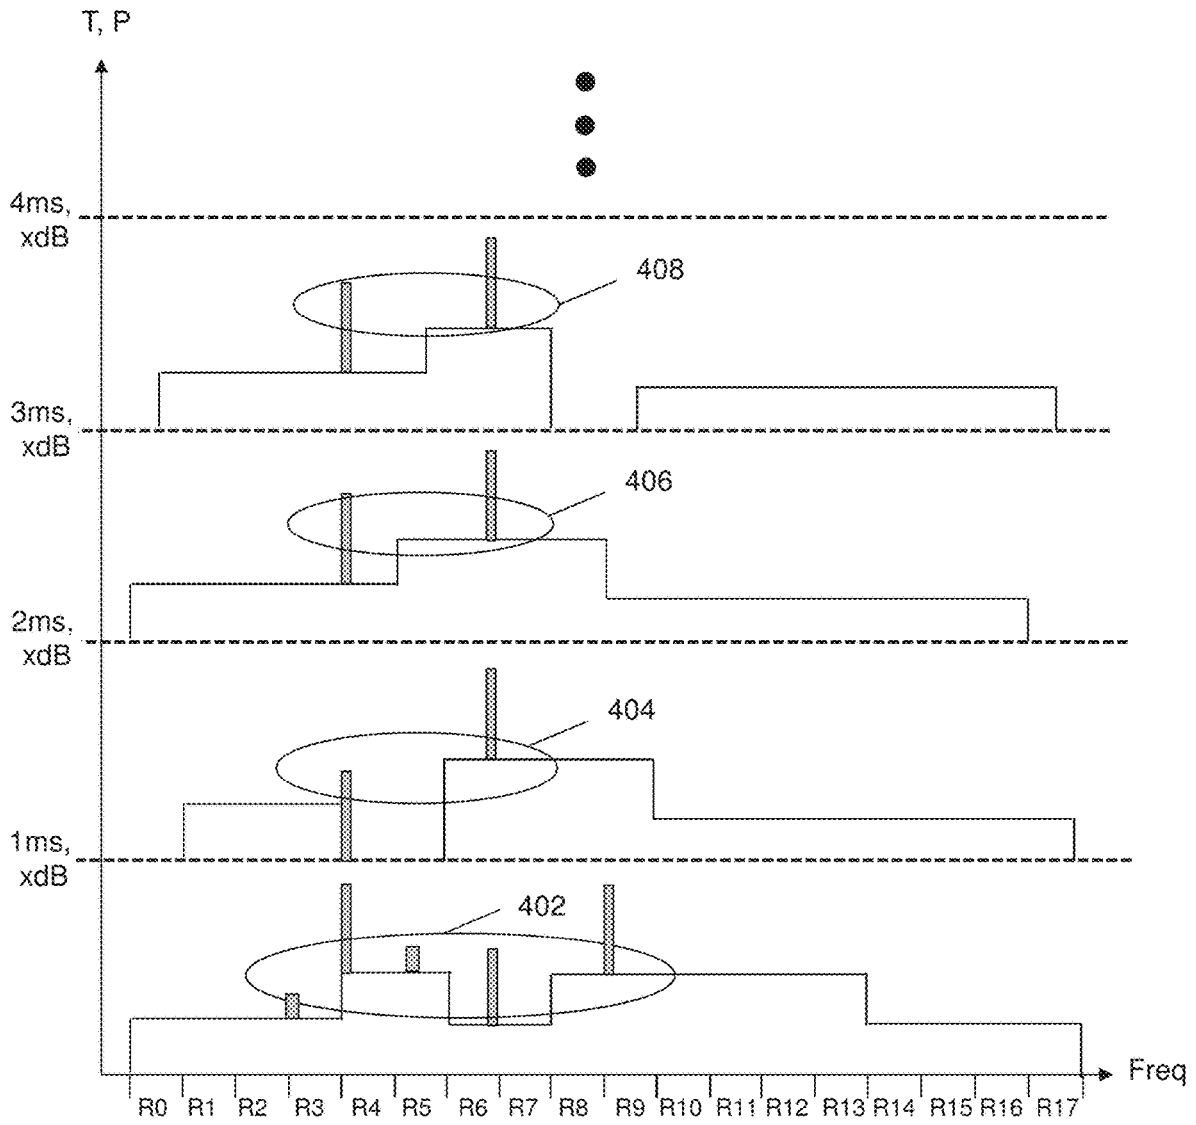 T, P
4ms,
xdB
408
3ms,
xdB
406
2ms,
xdB
404
1ms,
xdB
402
Freq
R0 R1 R2 R3 R4 R5 R6 R7 R8 R9 R10 R11 R12 R13 R14 R15 R16 R17